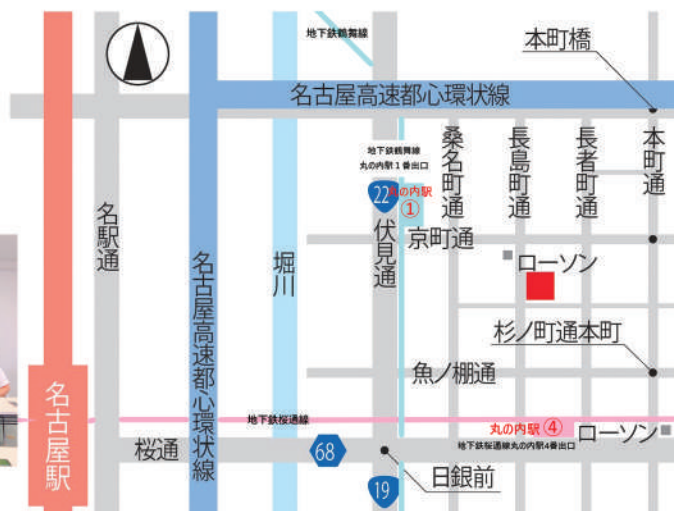 地下鉄鶴舞線
本町橋
名古屋高速都心環状線
地下鉄鶴舞線
丸の内駅1番出口
22
丸の内駅
①
桑名町通
長島町通
長者町通
本町通
名駅通
伏見通
京町通
堀川
名古屋高速都心環状線
ローソン
杉ノ町通本町
魚ノ棚通
名古屋駅
地下鉄桜通線
丸の内駅④
ローソン
地下鉄桜通線丸の内駅4番出口
桜通
68
日銀前
19